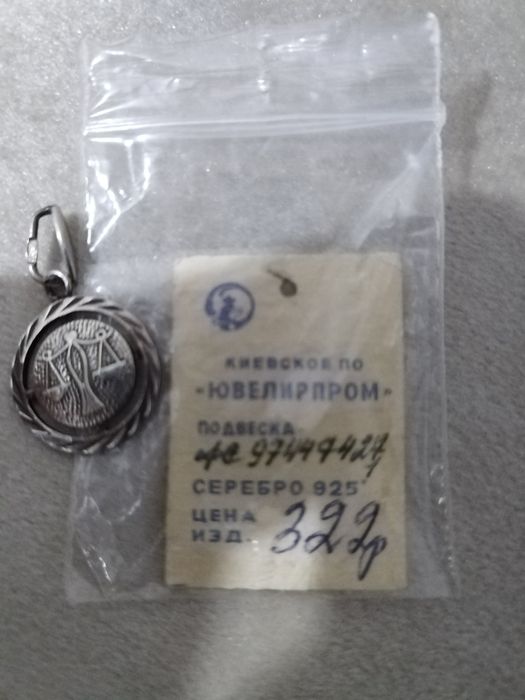 КИЕВСКОЕ ПО
«ЮВЕЛИРПРОМ»
ПОДВЕСКА
СЕРЕБРО 925
ЦЕНА
ИЗД. 322р